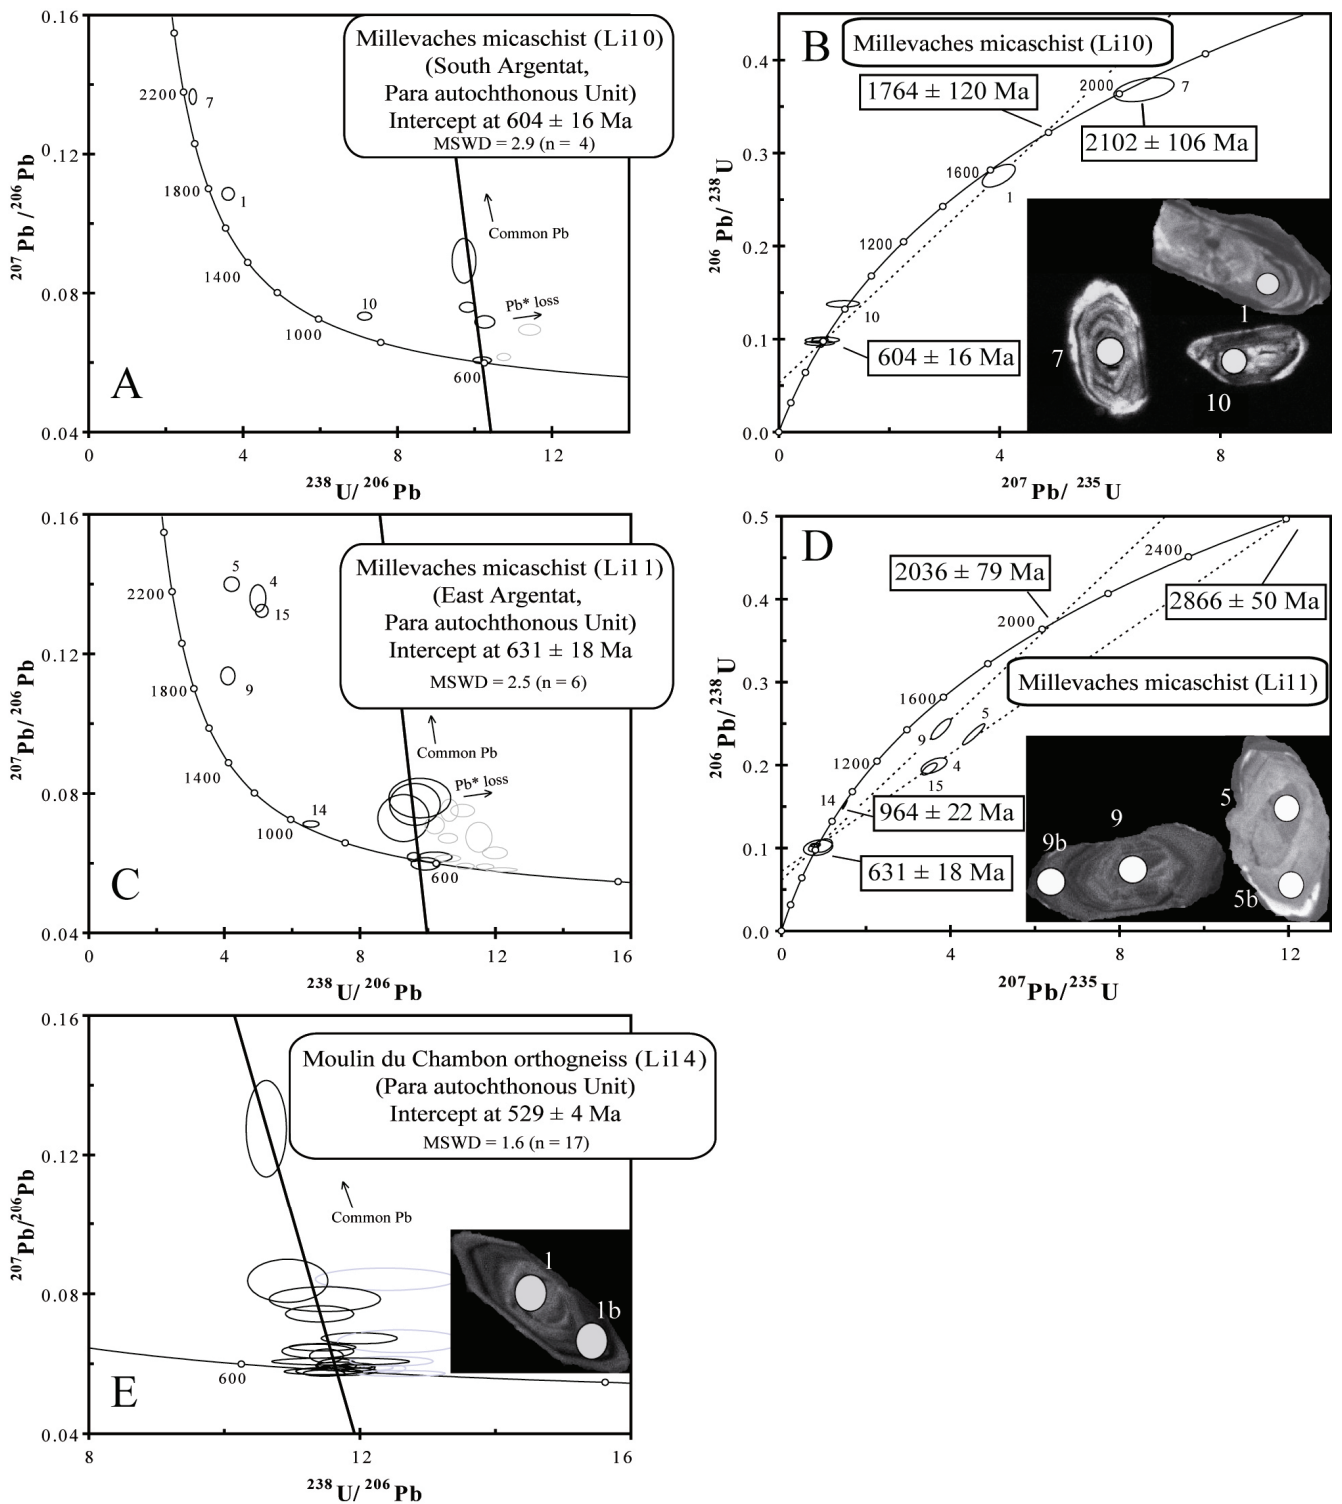 0.16
0.12
0.08
0.04
207Pb/206Pb
0
4
8
12
238U/206Pb
Millevaches micaschist (Li10)
(South Argentat,
Para autochthonous Unit)
Intercept at 604 ± 16 Ma
MSWD = 2.9 (n = 4)
2200
7
1800
1
1400
10
1000
600
Common Pb
Pb* loss
A
B
Millevaches micaschist (Li10)
0.4
0.3
0.2
0.1
0.0
206Pb/238U
0
4
8
207Pb/235U
1764 ± 120 Ma
2000
7
2102 ± 106 Ma
1600
1
1200
10
604 ± 16 Ma
1
7
10
0.16
0.12
0.08
0.04
207Pb/206Pb
0
4
8
12
16
238U/206Pb
Millevaches micaschist (Li11)
(East Argentat,
Para autochthonous Unit)
Intercept at 631 ± 18 Ma
MSWD = 2.5 (n = 6)
5
4
2200
15
9
1800
1400
14
1000
600
Common Pb
Pb* loss
C
D
0.5
0.4
0.3
0.2
0.1
0.0
206Pb/238U
0
4
8
12
207Pb/235U
2400
2036 ± 79 Ma
2866 ± 50 Ma
2000
Millevaches micaschist (Li11)
1600
5
9
1200
4
15
14
964 ± 22 Ma
631 ± 18 Ma
5
9
9b
5b
0.16
0.12
0.08
0.04
207Pb/206Pb
8
12
16
238U/206Pb
Moulin du Chambon orthogneiss (Li14)
(Para autochthonous Unit)
Intercept at 529 ± 4 Ma
MSWD = 1.6 (n = 17)
Common Pb
600
1
1b
E